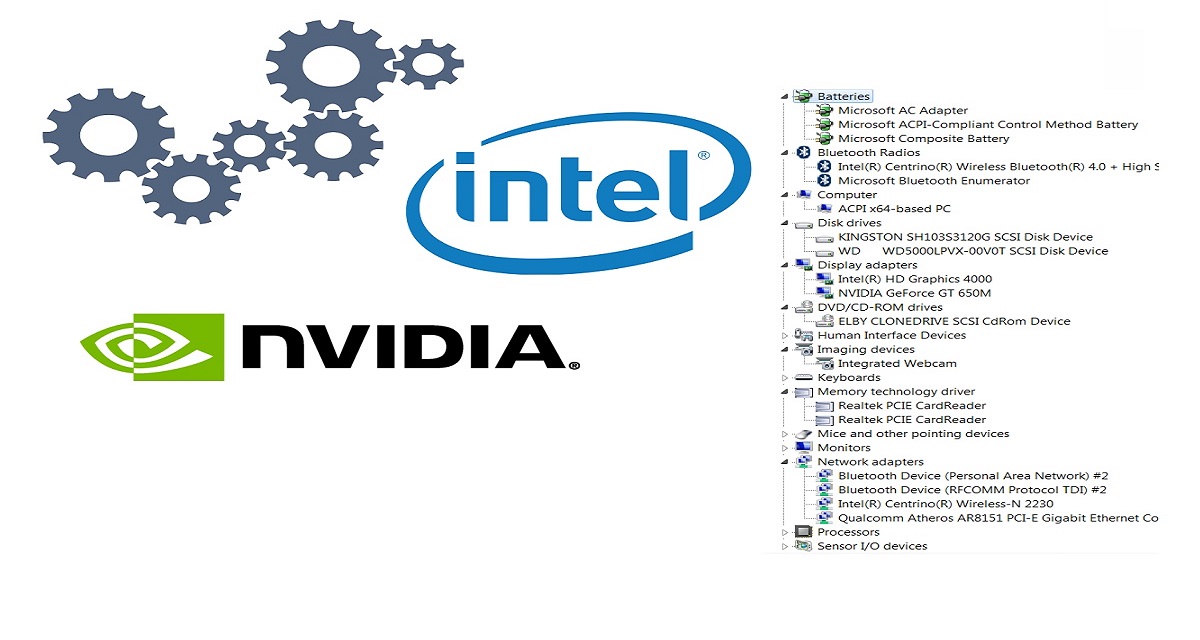 intel®
NVIDIA®
Batteries
Microsoft AC Adapter
Microsoft ACPI-Compliant Control Method Battery
Microsoft Composite Battery
Bluetooth Radios
Intel(R) Centrino(R) Wireless Bluetooth(R) 4.0 + High S
Microsoft Bluetooth Enumerator
Computer
ACPI x64-based PC
Disk drives
KINGSTON SH103S3120G SCSI Disk Device
WD WD5000LPVX-00V0T SCSI Disk Device
Display adapters
Intel(R) HD Graphics 4000
NVIDIA GeForce GT 650M
DVD/CD-ROM drives
ELBY CLONEDRIVE SCSI CdRom Device
Human Interface Devices
Imaging devices
Integrated Webcam
Keyboards
Memory technology driver
Realtek PCIE CardReader
Realtek PCIE CardReader
Mice and other pointing devices
Monitors
Network adapters
Bluetooth Device (Personal Area Network) #2
Bluetooth Device (RFCOMM Protocol TDI) #2
Intel(R) Centrino(R) Wireless-N 2230
Qualcomm Atheros AR8151 PCI-E Gigabit Ethernet Co
Processors
Sensor I/O devices